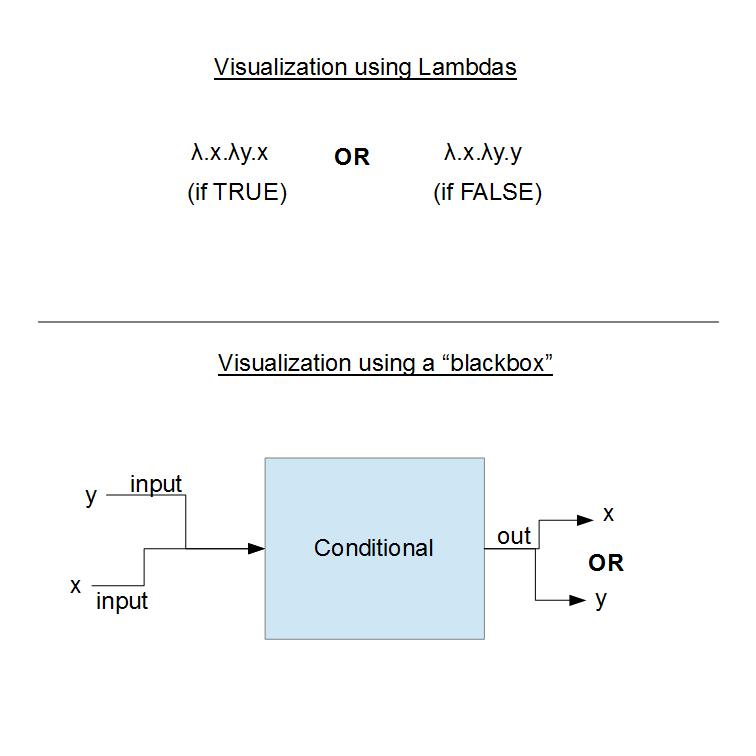 Visualization using Lambdas
λ.x.λy.x OR λ.x.λy.y
(if TRUE) (if FALSE)
Visualization using a “blackbox”
y input
x input
Conditional
out
x
OR
y